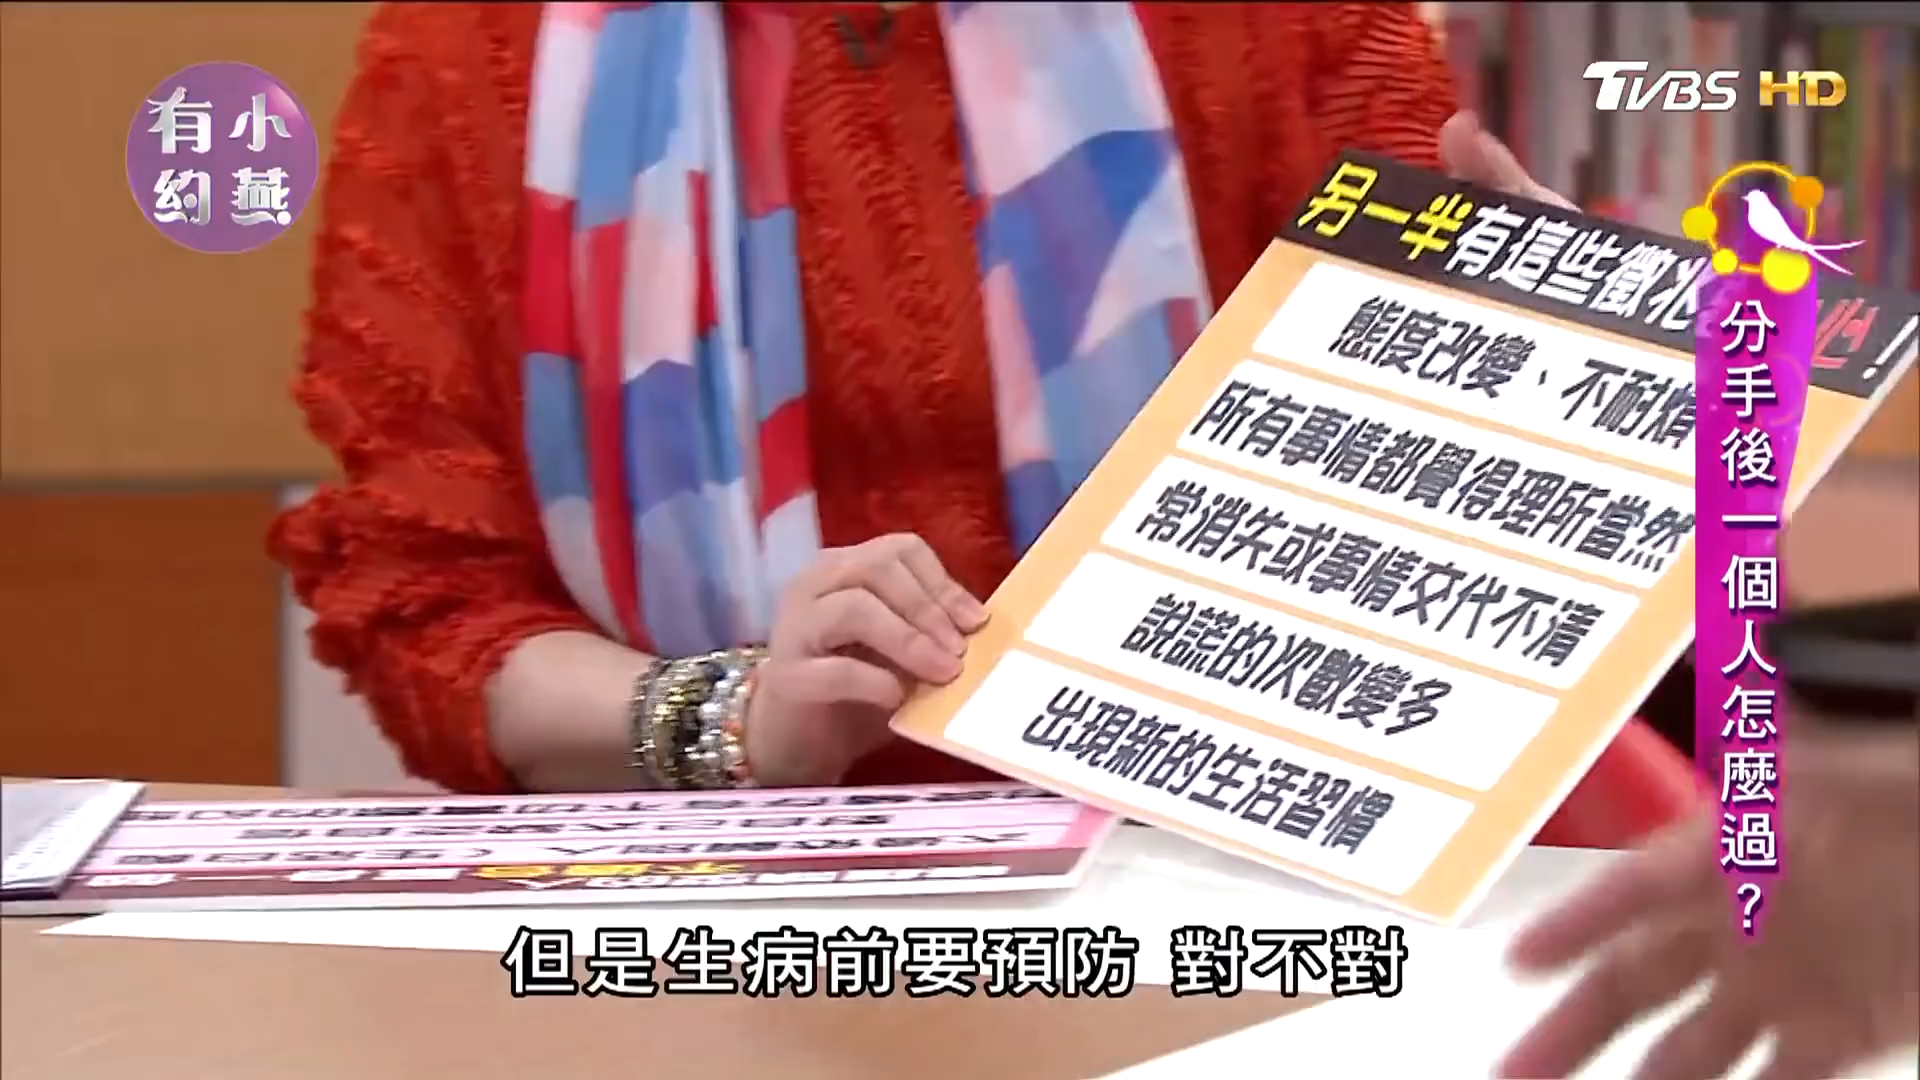 小燕
有約
TVBS HD
另一半有這些徵兆
心！
態度改變、不耐煩
所有事情都覺得理所當然
常消失或事情交代不清
說謊的次數變多
出現新的生活習慣
分手後一個人怎麼過？
但是生病前要預防 對不對